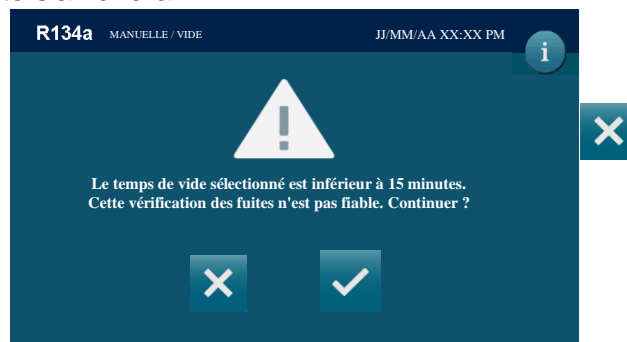 R134a MANUELLE / VIDE JJ/MM/AA XX:XX PM
i
Le temps de vide sélectionné est inférieur à 15 minutes.
Cette vérification des fuites n'est pas fiable. Continuer ?